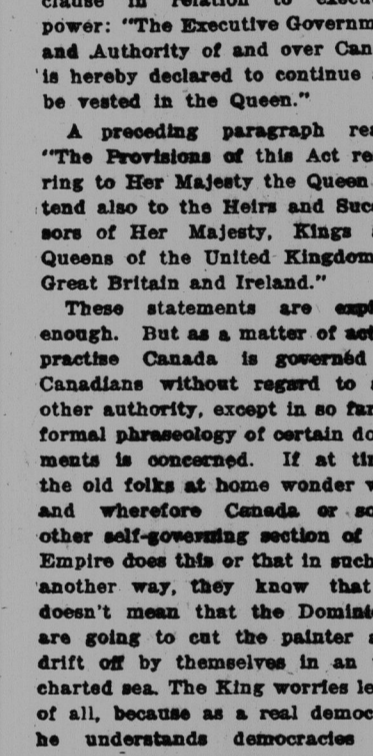 clause in relation to execu
power: "The Executive Governm
and Authority of and over Can
is hereby declared to continue
be vested in the Queen."
A preceding paragraph rea
"The Provisions of this Act re
ring to Her Majesty the Queen
tend also to the Heirs and Suc
sors of Her Majesty, Kings
Queens of the United Kingdom
Great Britain and Ireland."
These statements are expl
enough. But as a matter of act
practise Canada is governed
Canadians without regard to
other authority, except in so far
formal phraseology of certain do
ments is concerned. If at tim
the old folks at home wonder w
and wherefore Canada or so
other self-governing section of
Empire does this or that in such
another way, they know that
doesn't mean that the Dominio
are going to cut the painter a
drift off by themselves in an
charted sea. The King worries le
of all, because as a real democ
he understands democracies